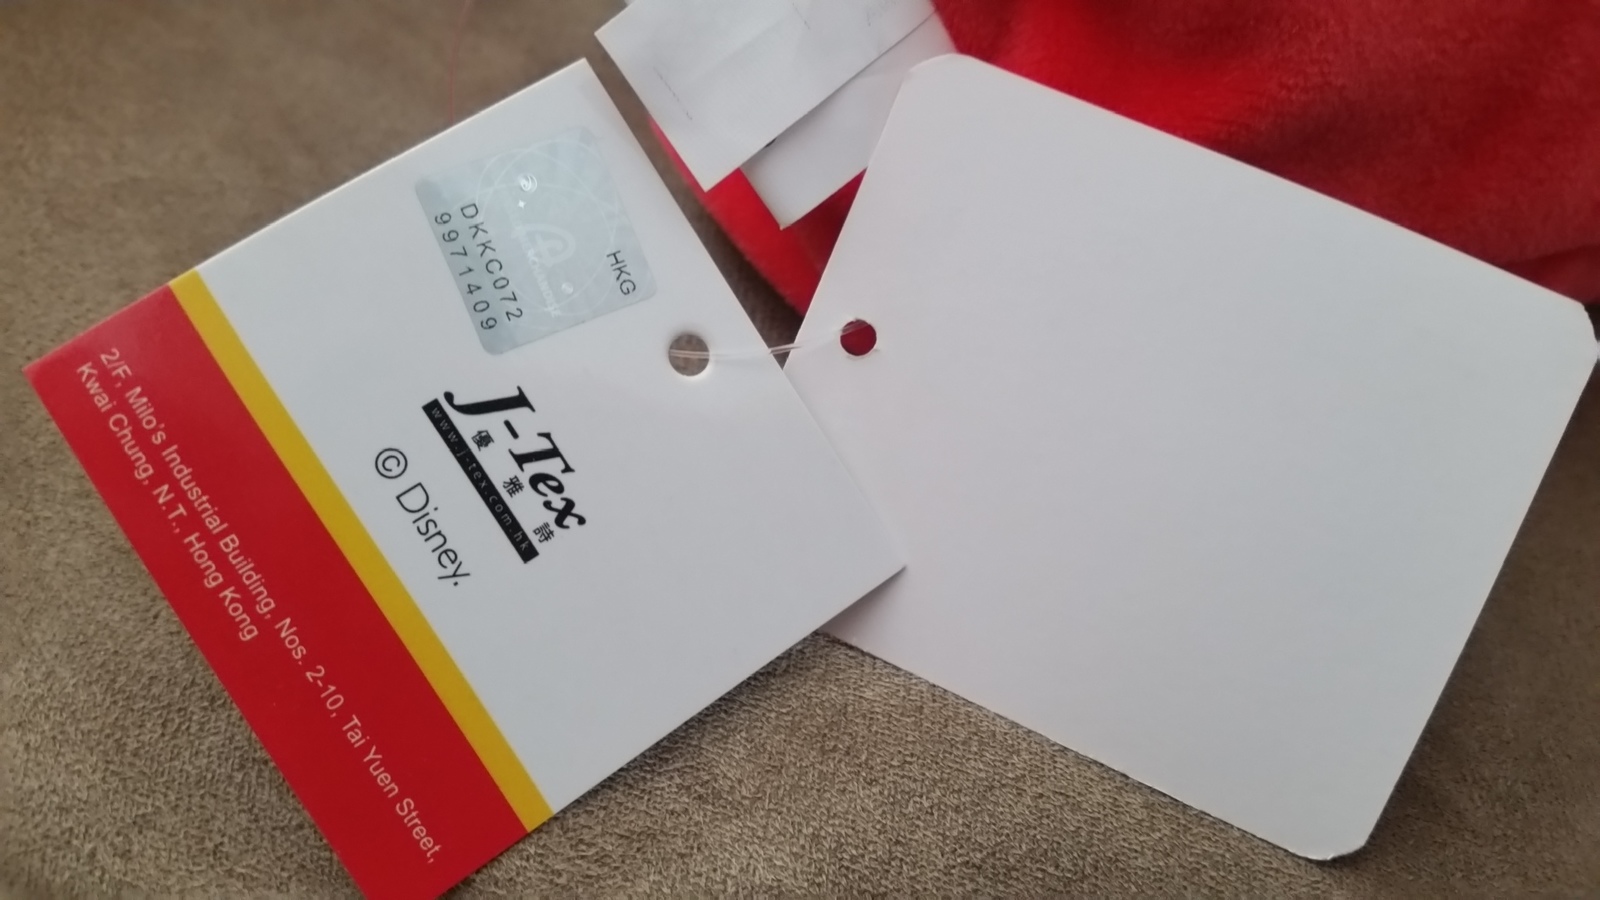 HKG
DKKC072
9971409
J-Tex
優雅詩
www.j-tex.com.hk
© Disney.
2/F, Milo's Industrial Building, Nos. 2-10, Tai Yuen Street,
Kwai Chung, N.T., Hong Kong